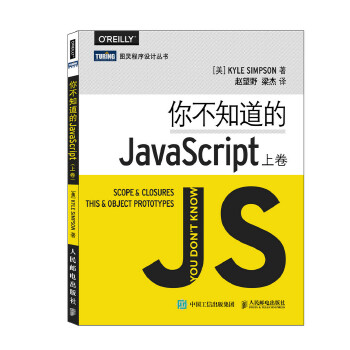 O'REILLY
TURING 图灵程序设计丛书
[美] KYLE SIMPSON 著
赵望野 梁杰 译
你不知道的
JavaScript 上卷
SCOPE & CLOSURES
THIS & OBJECT PROTOTYPES
YOU DON'T KNOW
JS
中国工信出版集团
人民邮电出版社
O'REILLY
TURING
你不知道的JavaScript（上卷）
[美] KYLE SIMPSON 著
人民邮电出版社